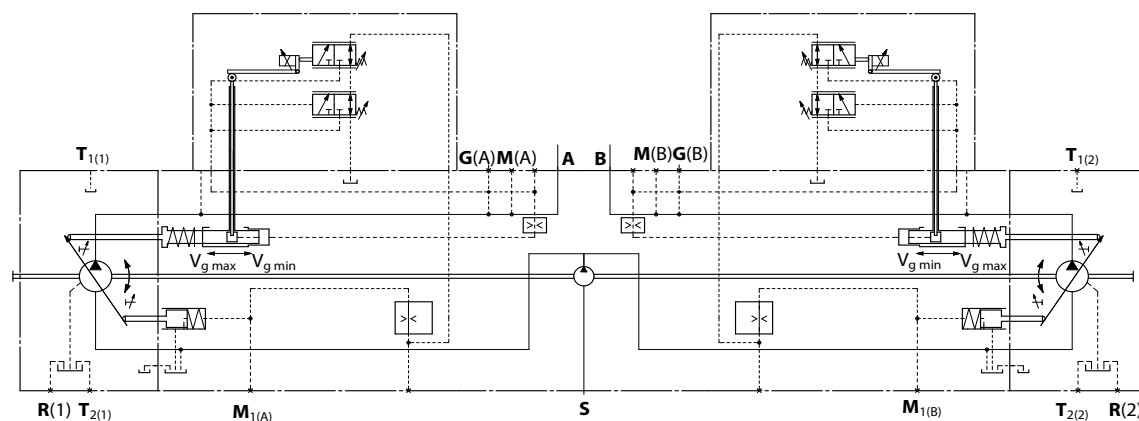 G(A) M(A) A B M(B) G(B)
T1(1) T1(2)
Vg max Vg min Vg min Vg max
R(1) T2(1) M1(A) S M1(B) T2(2) R(2)